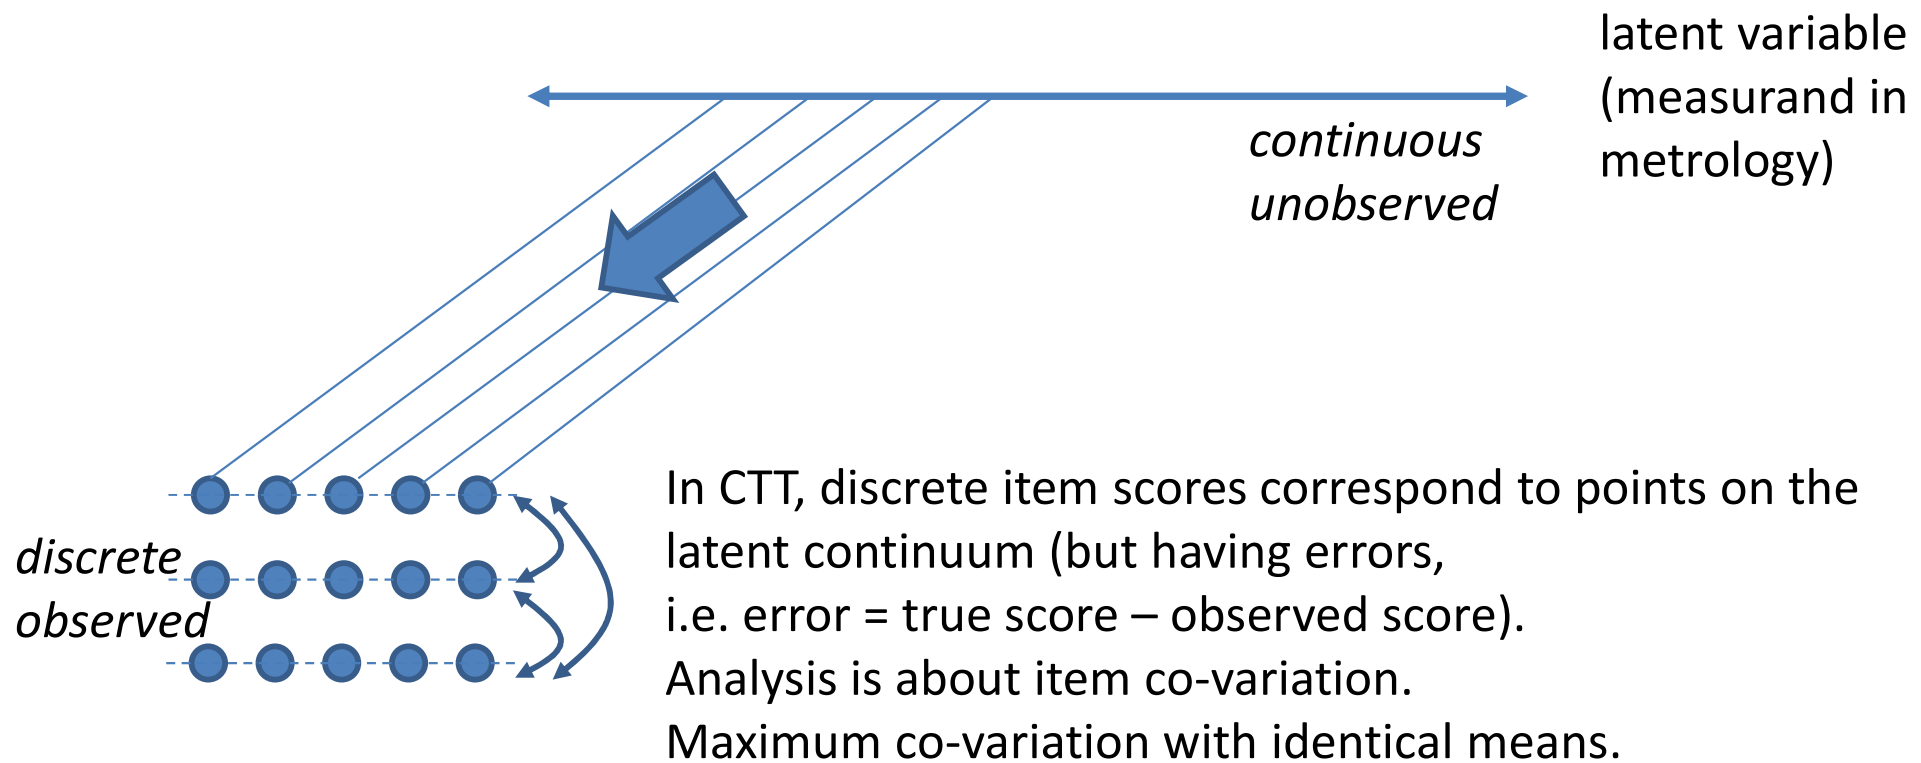 latent variable
(measurand in
metrology)
continuous
unobserved
discrete
observed
In CTT, discrete item scores correspond to points on the
latent continuum (but having errors,
i.e. error = true score – observed score).
Analysis is about item co-variation.
Maximum co-variation with identical means.